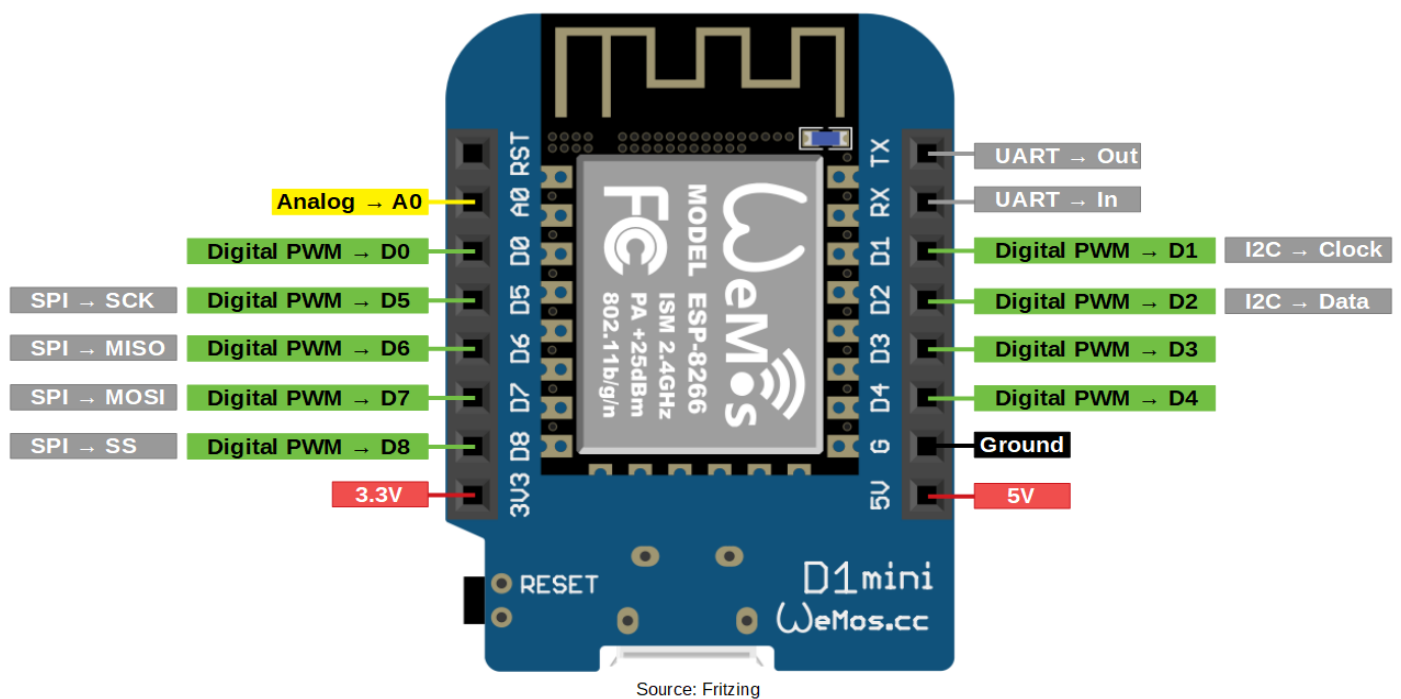 RST
TX
UART → Out
Analog → A0
A0
RX
UART → In
Digital PWM → D0
D0
D1
Digital PWM → D1
I2C → Clock
SPI → SCK
Digital PWM → D5
D5
D2
Digital PWM → D2
I2C → Data
SPI → MISO
Digital PWM → D6
D6
D3
Digital PWM → D3
SPI → MOSI
Digital PWM → D7
D7
D4
Digital PWM → D4
SPI → SS
Digital PWM → D8
D8
G
Ground
3.3V
3V3
5V
5V
WeMos
MODEL ESP-8266
ISM 2.4GHz
PA +25dBm
802.11b/g/n
FC
RESET
D1mini
WeMos.cc
Source: Fritzing